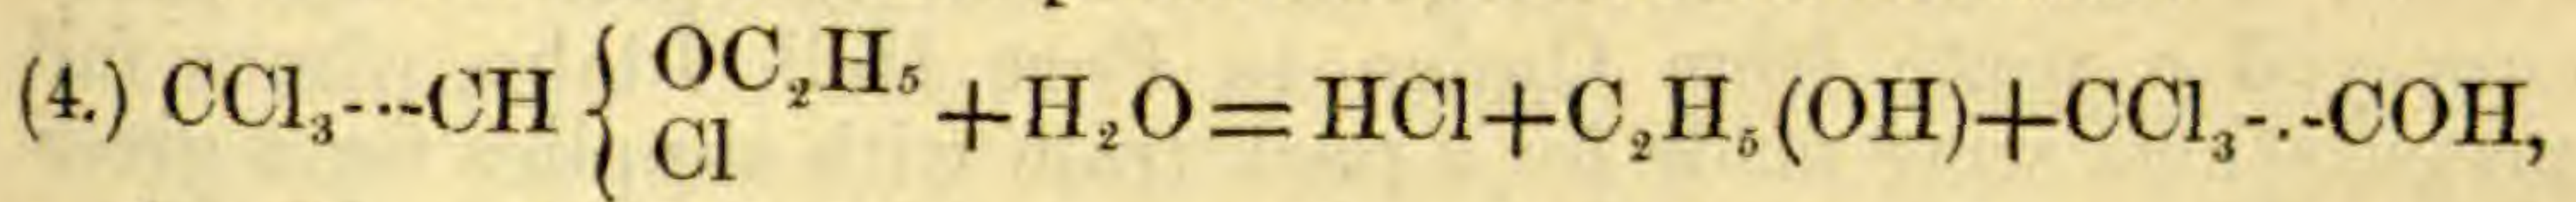 (4.) CCl₃---CH { OC₂H₅ Cl +H₂O=HCl+C₂H₅(OH)+CCl₃-.-COH,